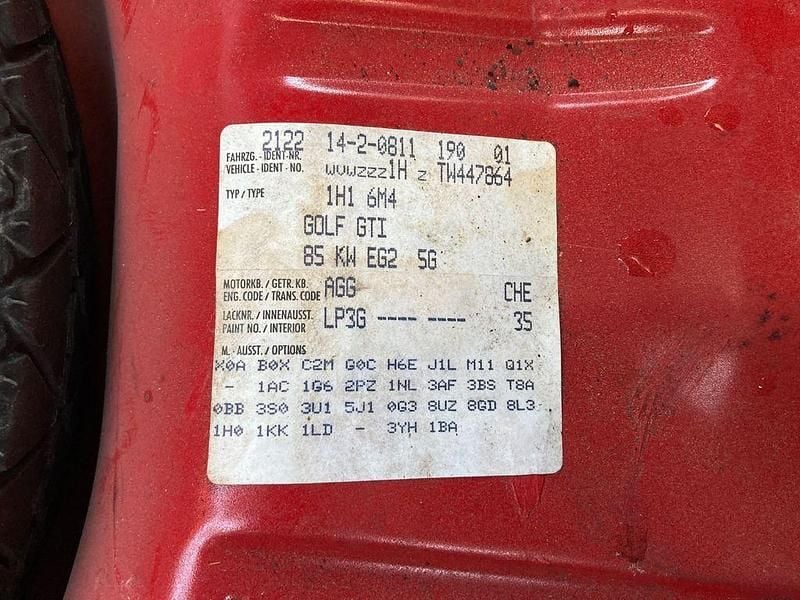 2122 14-2-0811 190 01
FAHRZG.-IDENT-NR.
VEHICLE-IDENT-NO. WVWZZZ1H Z TW447864
TYP / TYPE 1H1 6M4
GOLF GTI
85 KW EG2 5G
MOTORKB. / GETR. KB.
ENG. CODE / TRANS. CODE AGG CHE
LACKNR. / INNENAUSST.
PAINT NO. / INTERIOR LP3G ---- ---- 35
M.-AUSST. / OPTIONS
X0A B0X C2M G0C H6E J1L M11 Q1X
- 1AC 1G6 2PZ 1NL 3AF 3BS T8A
0BB 3S0 3U1 5J1 0G3 8UZ 8GD 8L3
1H0 1KK 1LD - 3YH 1BA